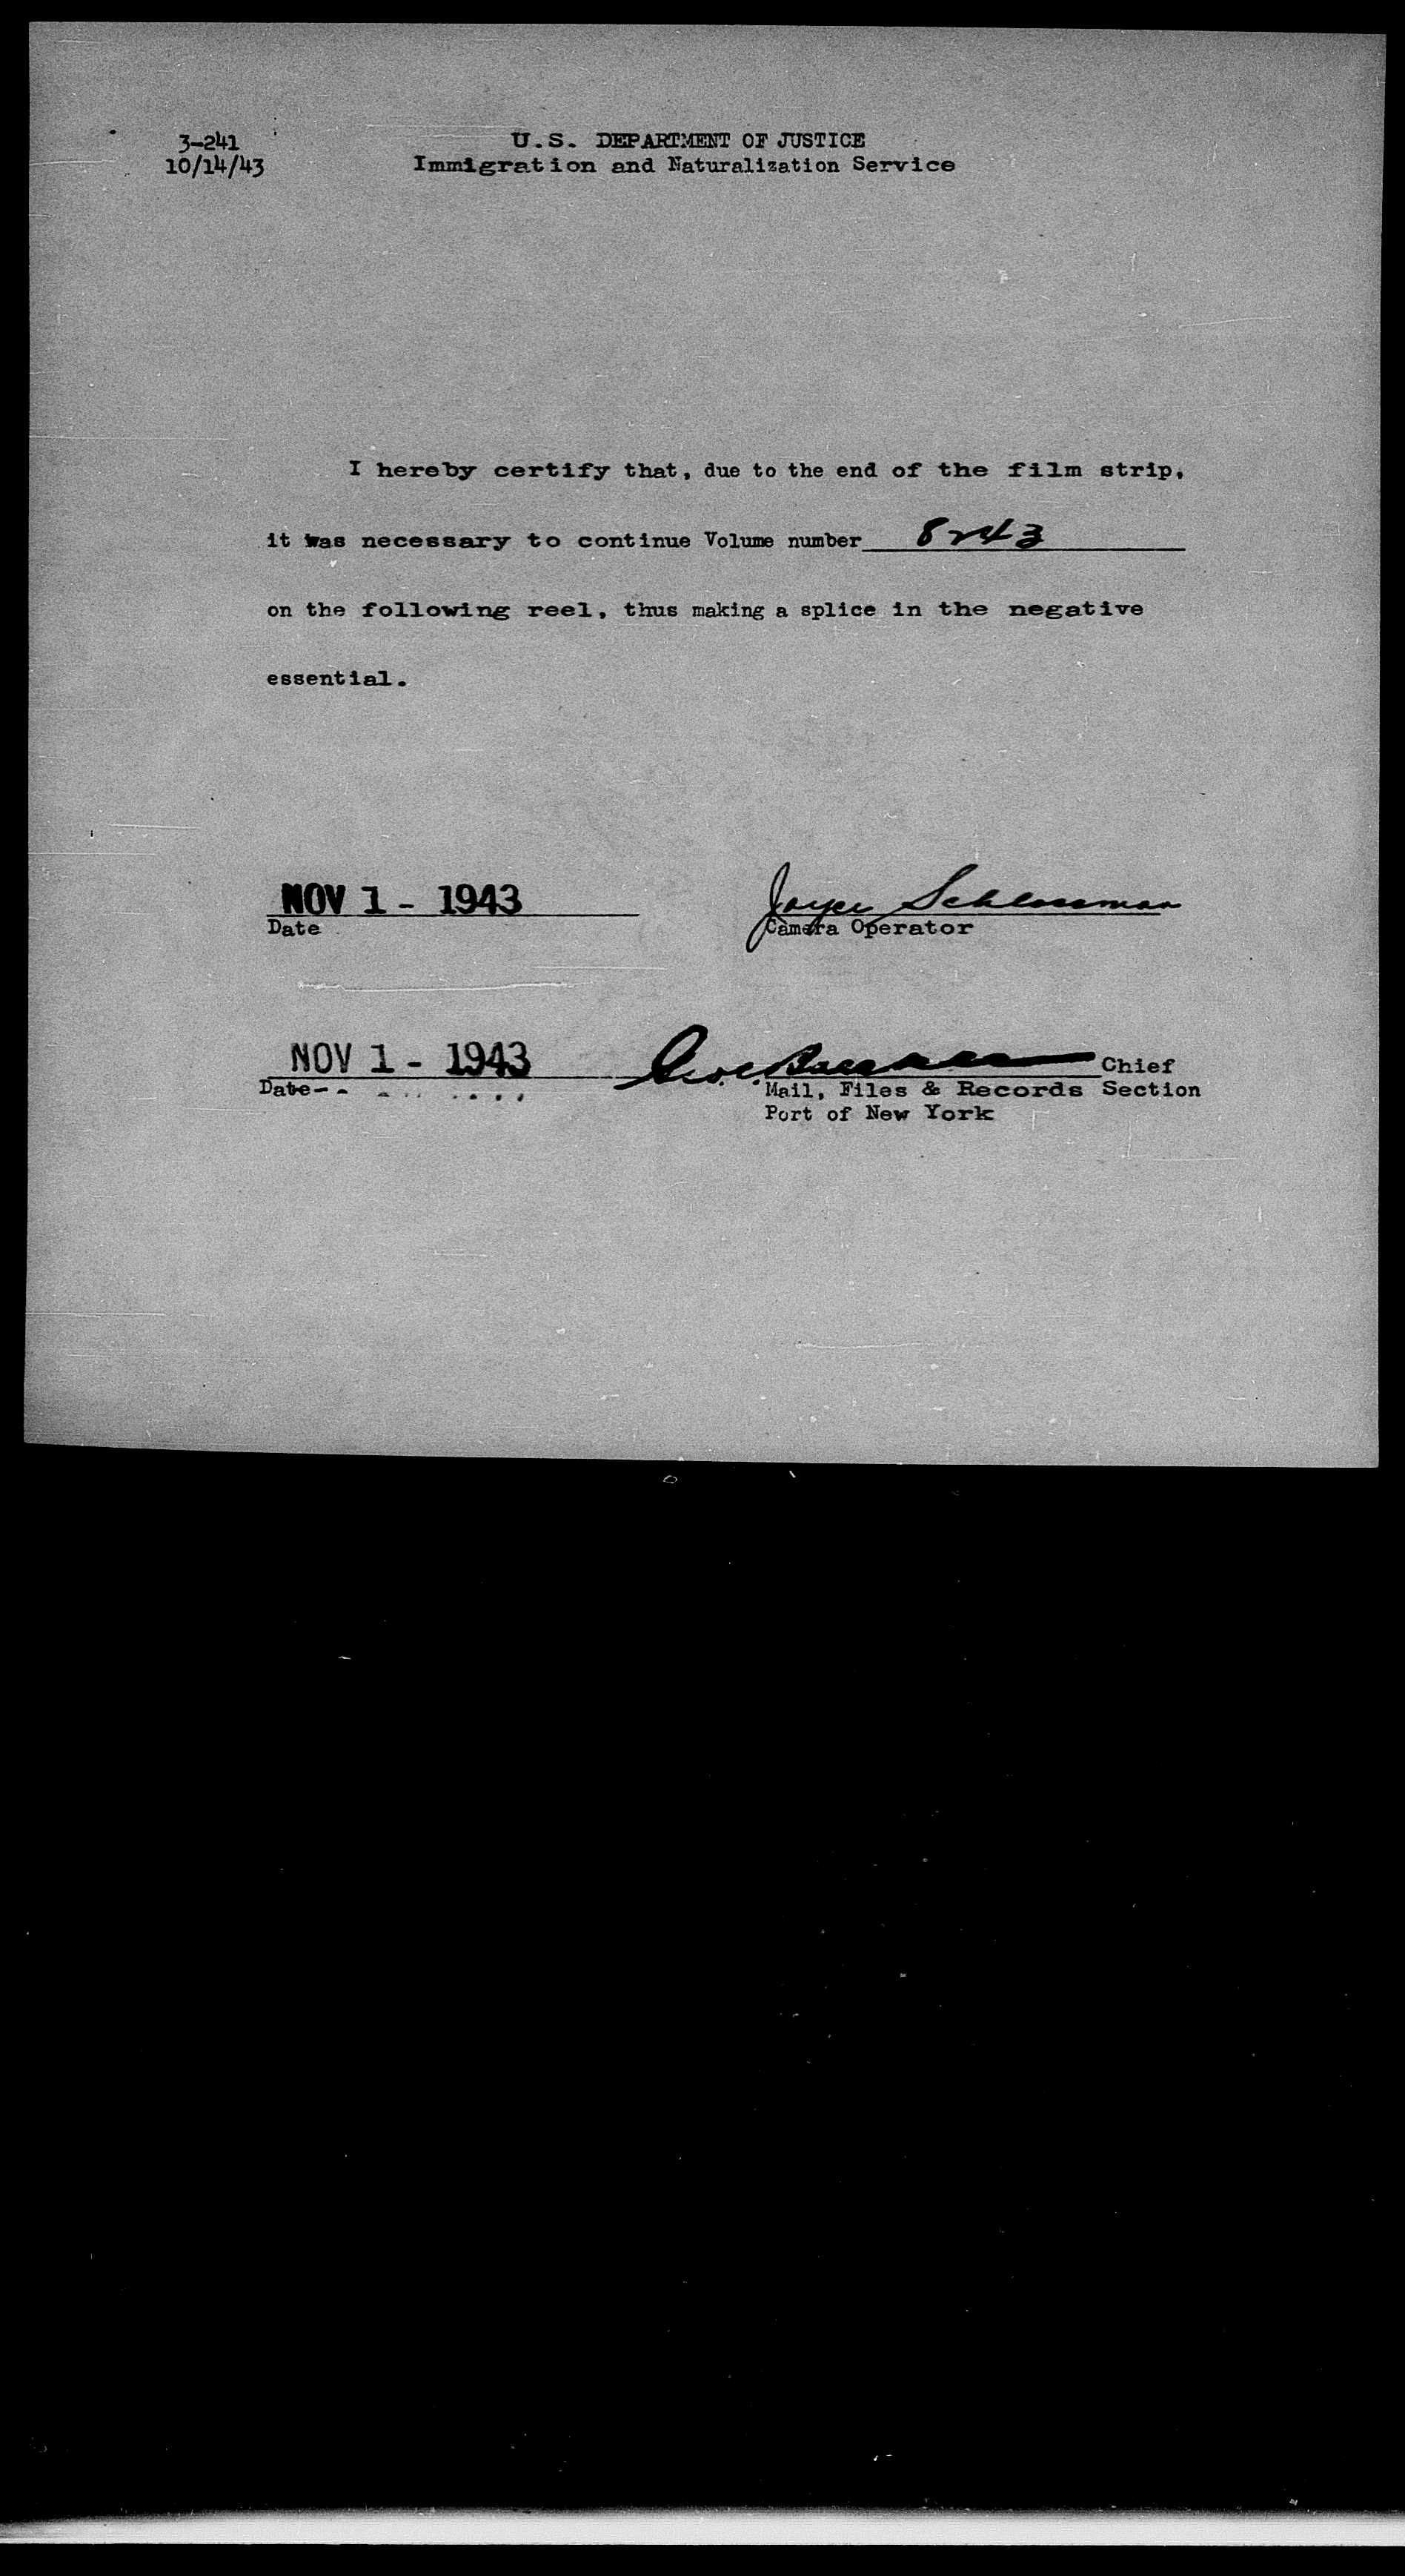 3-241
10/14/43
U.S. DEPARTMENT OF JUSTICE
Immigration and Naturalization Service
I hereby certify that, due to the end of the film strip,
it was necessary to continue Volume number 8243
on the following reel, thus making a splice in the negative
essential.
NOV 1 - 1943
Joyce Schlossman
Date
Camera Operator
NOV 1 - 1943
Chief
Date
Mail, Files & Records Section
Port of New York